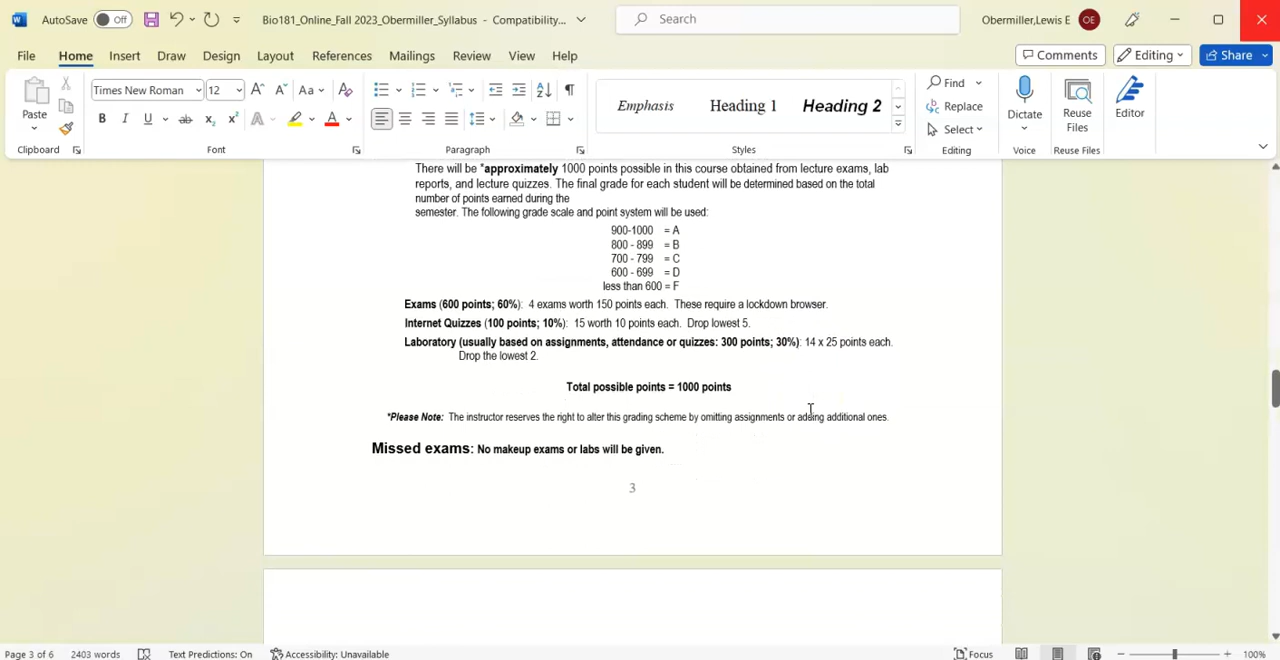 AutoSave Off Bio181_Online_Fall 2023_Obermiller_Syllabus - Compatibility... Search Obermiller,Lewis E OE
File Home Insert Draw Design Layout References Mailings Review View Help Comments Editing Share
Paste Times New Roman 12 Aa Emphasis Heading 1 Heading 2 Find Replace Select Dictate Reuse Files Editor
Clipboard Font Paragraph Styles Editing Voice Reuse Files
There will be *approximately 1000 points possible in this course obtained from lecture exams, lab
reports, and lecture quizzes. The final grade for each student will be determined based on the total
number of points earned during the
semester. The following grade scale and point system will be used:
900-1000 = A
800 - 899 = B
700 - 799 = C
600 - 699 = D
less than 600 = F
Exams (600 points; 60%): 4 exams worth 150 points each. These require a lockdown browser.
Internet Quizzes (100 points; 10%): 15 worth 10 points each. Drop lowest 5.
Laboratory (usually based on assignments, attendance or quizzes: 300 points; 30%): 14 x 25 points each.
Drop the lowest 2.
Total possible points = 1000 points
*Please Note: The instructor reserves the right to alter this grading scheme by omitting assignments or adding additional ones.
Missed exams: No makeup exams or labs will be given.
3
Page 3 of 6 2403 words Text Predictions: On Accessibility: Unavailable Focus 100%